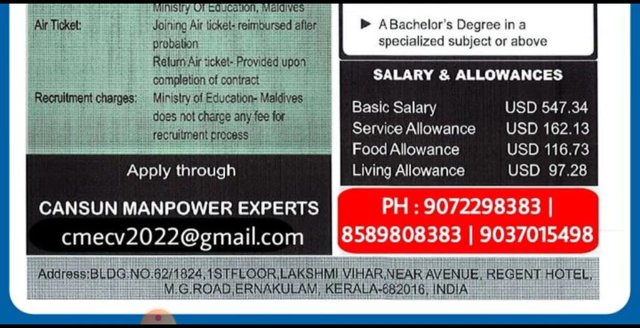 Ministry Of Education, Maldives
Air Ticket: Joining Air ticket- reimbursed after
probation
Return Air ticket- Provided upon
completion of contract
Recruitment charges: Ministry of Education- Maldives
does not charge any fee for
recruitment process
Apply through
CANSUN MANPOWER EXPERTS
cmecv2022@gmail.com
▶ A Bachelor's Degree in a
specialized subject or above
SALARY & ALLOWANCES
Basic Salary USD 547.34
Service Allowance USD 162.13
Food Allowance USD 116.73
Living Allowance USD 97.28
PH : 9072298383 |
8589808383 | 9037015498
Address:BLDG.NO.62/1824,1STFLOOR,LAKSHMI VIHAR,NEAR AVENUE, REGENT HOTEL,
M.G.ROAD,ERNAKULAM, KERALA-682016, INDIA